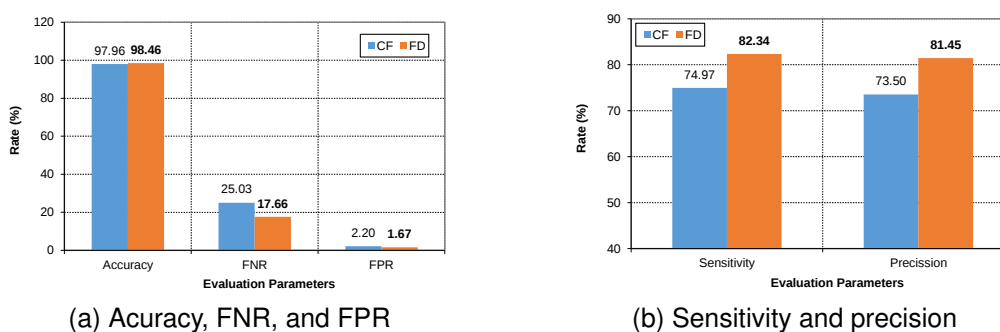 120
100
80
60
40
20
0
Rate (%)
CF FD
97.96 98.46
25.03
17.66
2.20 1.67
Accuracy FNR FPR
Evaluation Parameters
(a) Acuracy, FNR, and FPR
90
80
70
60
50
40
Rate (%)
CF FD
74.97
82.34
73.50
81.45
Sensitivity Precission
Evaluation Parameters
(b) Sensitivity and precision